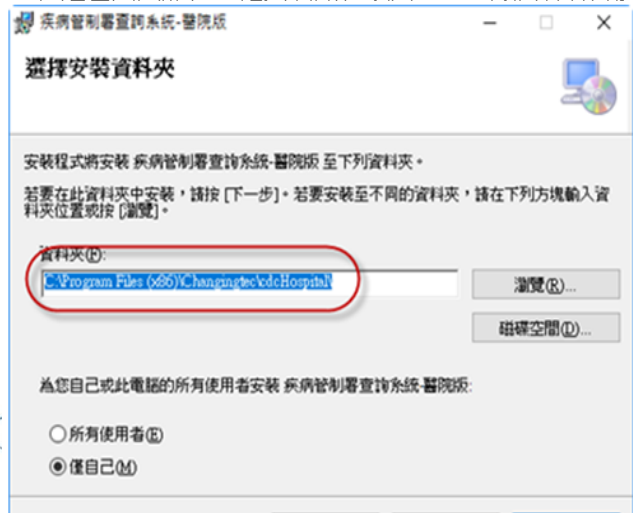 疾病管制署查詢系統-醫院版
選擇安裝資料夾
安裝程式將安裝 疾病管制署查詢系統-醫院版 至下列資料夾。
若要在此資料夾中安裝，請按 [下一步]。若要安裝至不同的資料夾，請在下列方塊輸入資
料夾位置或按 [瀏覽]。
資料夾(F):
C:\Program Files (x86)\Changingtec\cdcHospital\
瀏覽(R)...
磁碟空間(D)...
為您自己或此電腦的所有使用者安裝 疾病管制署查詢系統-醫院版:
所有使用者(E)
僅自己(M)